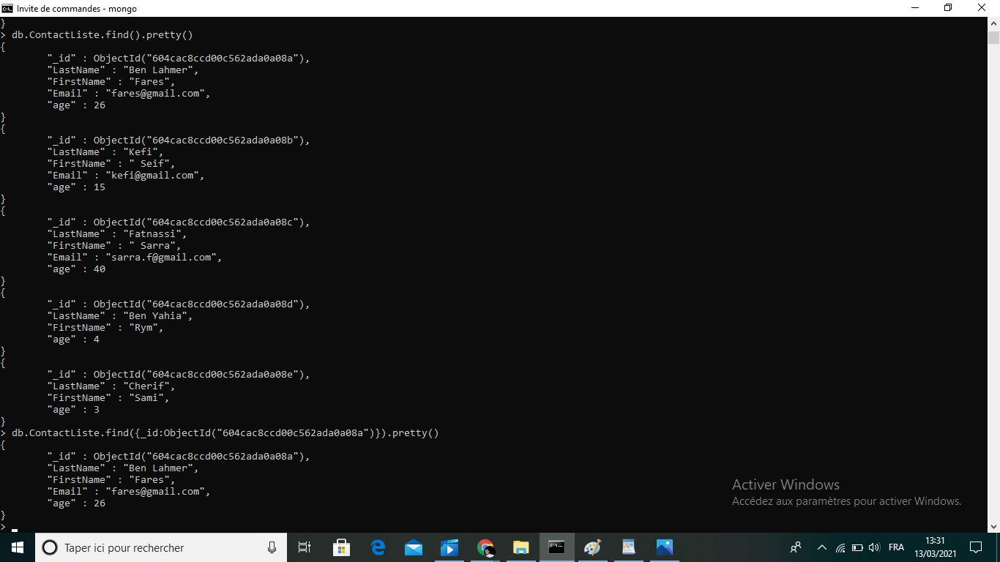 Invite de commandes - mongo
}
> db.ContactListe.find().pretty()
{
        "_id" : ObjectId("604cac8ccd00c562ada0a08a"),
        "LastName" : "Ben Lahmer",
        "FirstName" : "Fares",
        "Email" : "fares@gmail.com",
        "age" : 26
}
{
        "_id" : ObjectId("604cac8ccd00c562ada0a08b"),
        "LastName" : "Kefi",
        "FirstName" : " Seif",
        "Email" : "kefi@gmail.com",
        "age" : 15
}
{
        "_id" : ObjectId("604cac8ccd00c562ada0a08c"),
        "LastName" : "Fatnassi",
        "FirstName" : " Sarra",
        "Email" : "sarra.f@gmail.com",
        "age" : 40
}
{
        "_id" : ObjectId("604cac8ccd00c562ada0a08d"),
        "LastName" : "Ben Yahia",
        "FirstName" : "Rym",
        "age" : 4
}
{
        "_id" : ObjectId("604cac8ccd00c562ada0a08e"),
        "LastName" : "Cherif",
        "FirstName" : "Sami",
        "age" : 3
}
> db.ContactListe.find({_id:ObjectId("604cac8ccd00c562ada0a08a")}).pretty()
{
        "_id" : ObjectId("604cac8ccd00c562ada0a08a"),
        "LastName" : "Ben Lahmer",
        "FirstName" : "Fares",
        "Email" : "fares@gmail.com",
        "age" : 26
}
>
Activer Windows
Accédez aux paramètres pour activer Windows.
Taper ici pour rechercher
FRA
13:31
13/03/2021